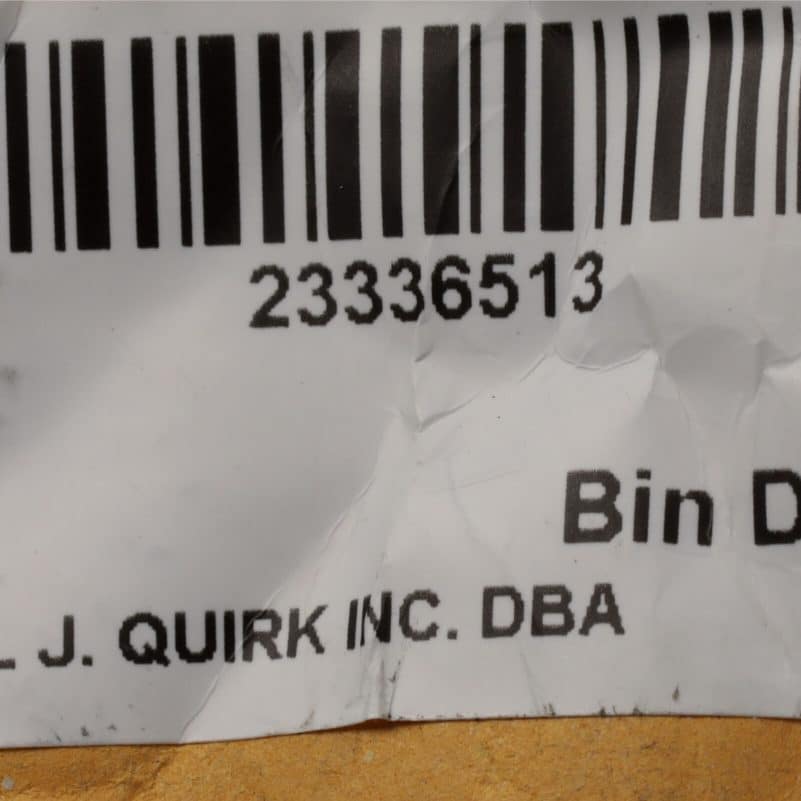 23336513
Bin D
L J. QUIRK INC. DBA